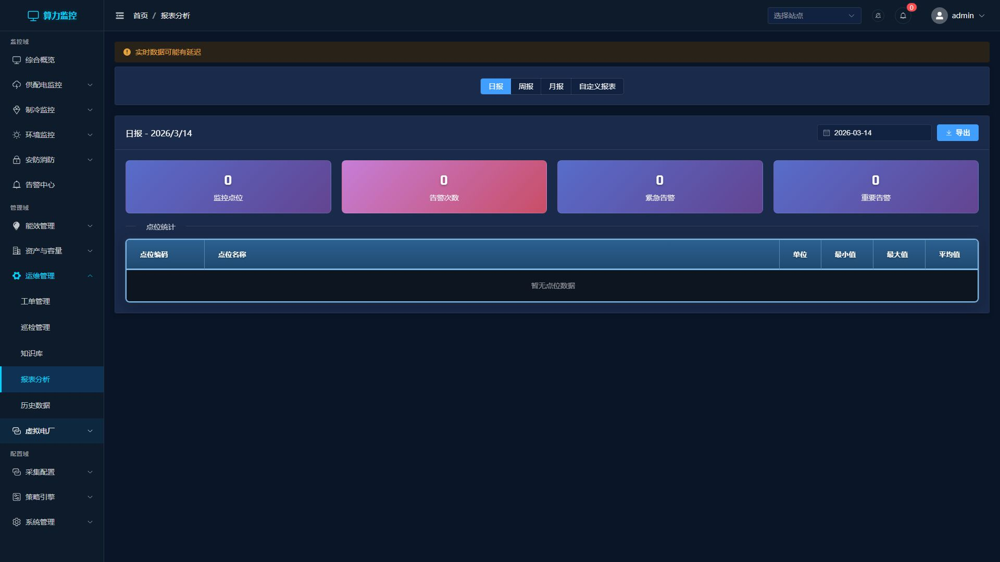 算力监控
首页 / 报表分析
选择站点
0
admin
监控域
综合概览
供配电监控
制冷监控
环境监控
安防消防
告警中心
管理域
能效管理
资产与容量
运维管理
工单管理
巡检管理
知识库
报表分析
历史数据
虚拟电厂
配置域
采集配置
策略引擎
系统管理
实时数据可能有延迟
日报 周报 月报 自定义报表
日报 - 2026/3/14
2026-03-14
导出
0
监控点位
0
告警次数
0
紧急告警
0
重要告警
点位统计
点位编码 点位名称 单位 最小值 最大值 平均值
暂无点位数据